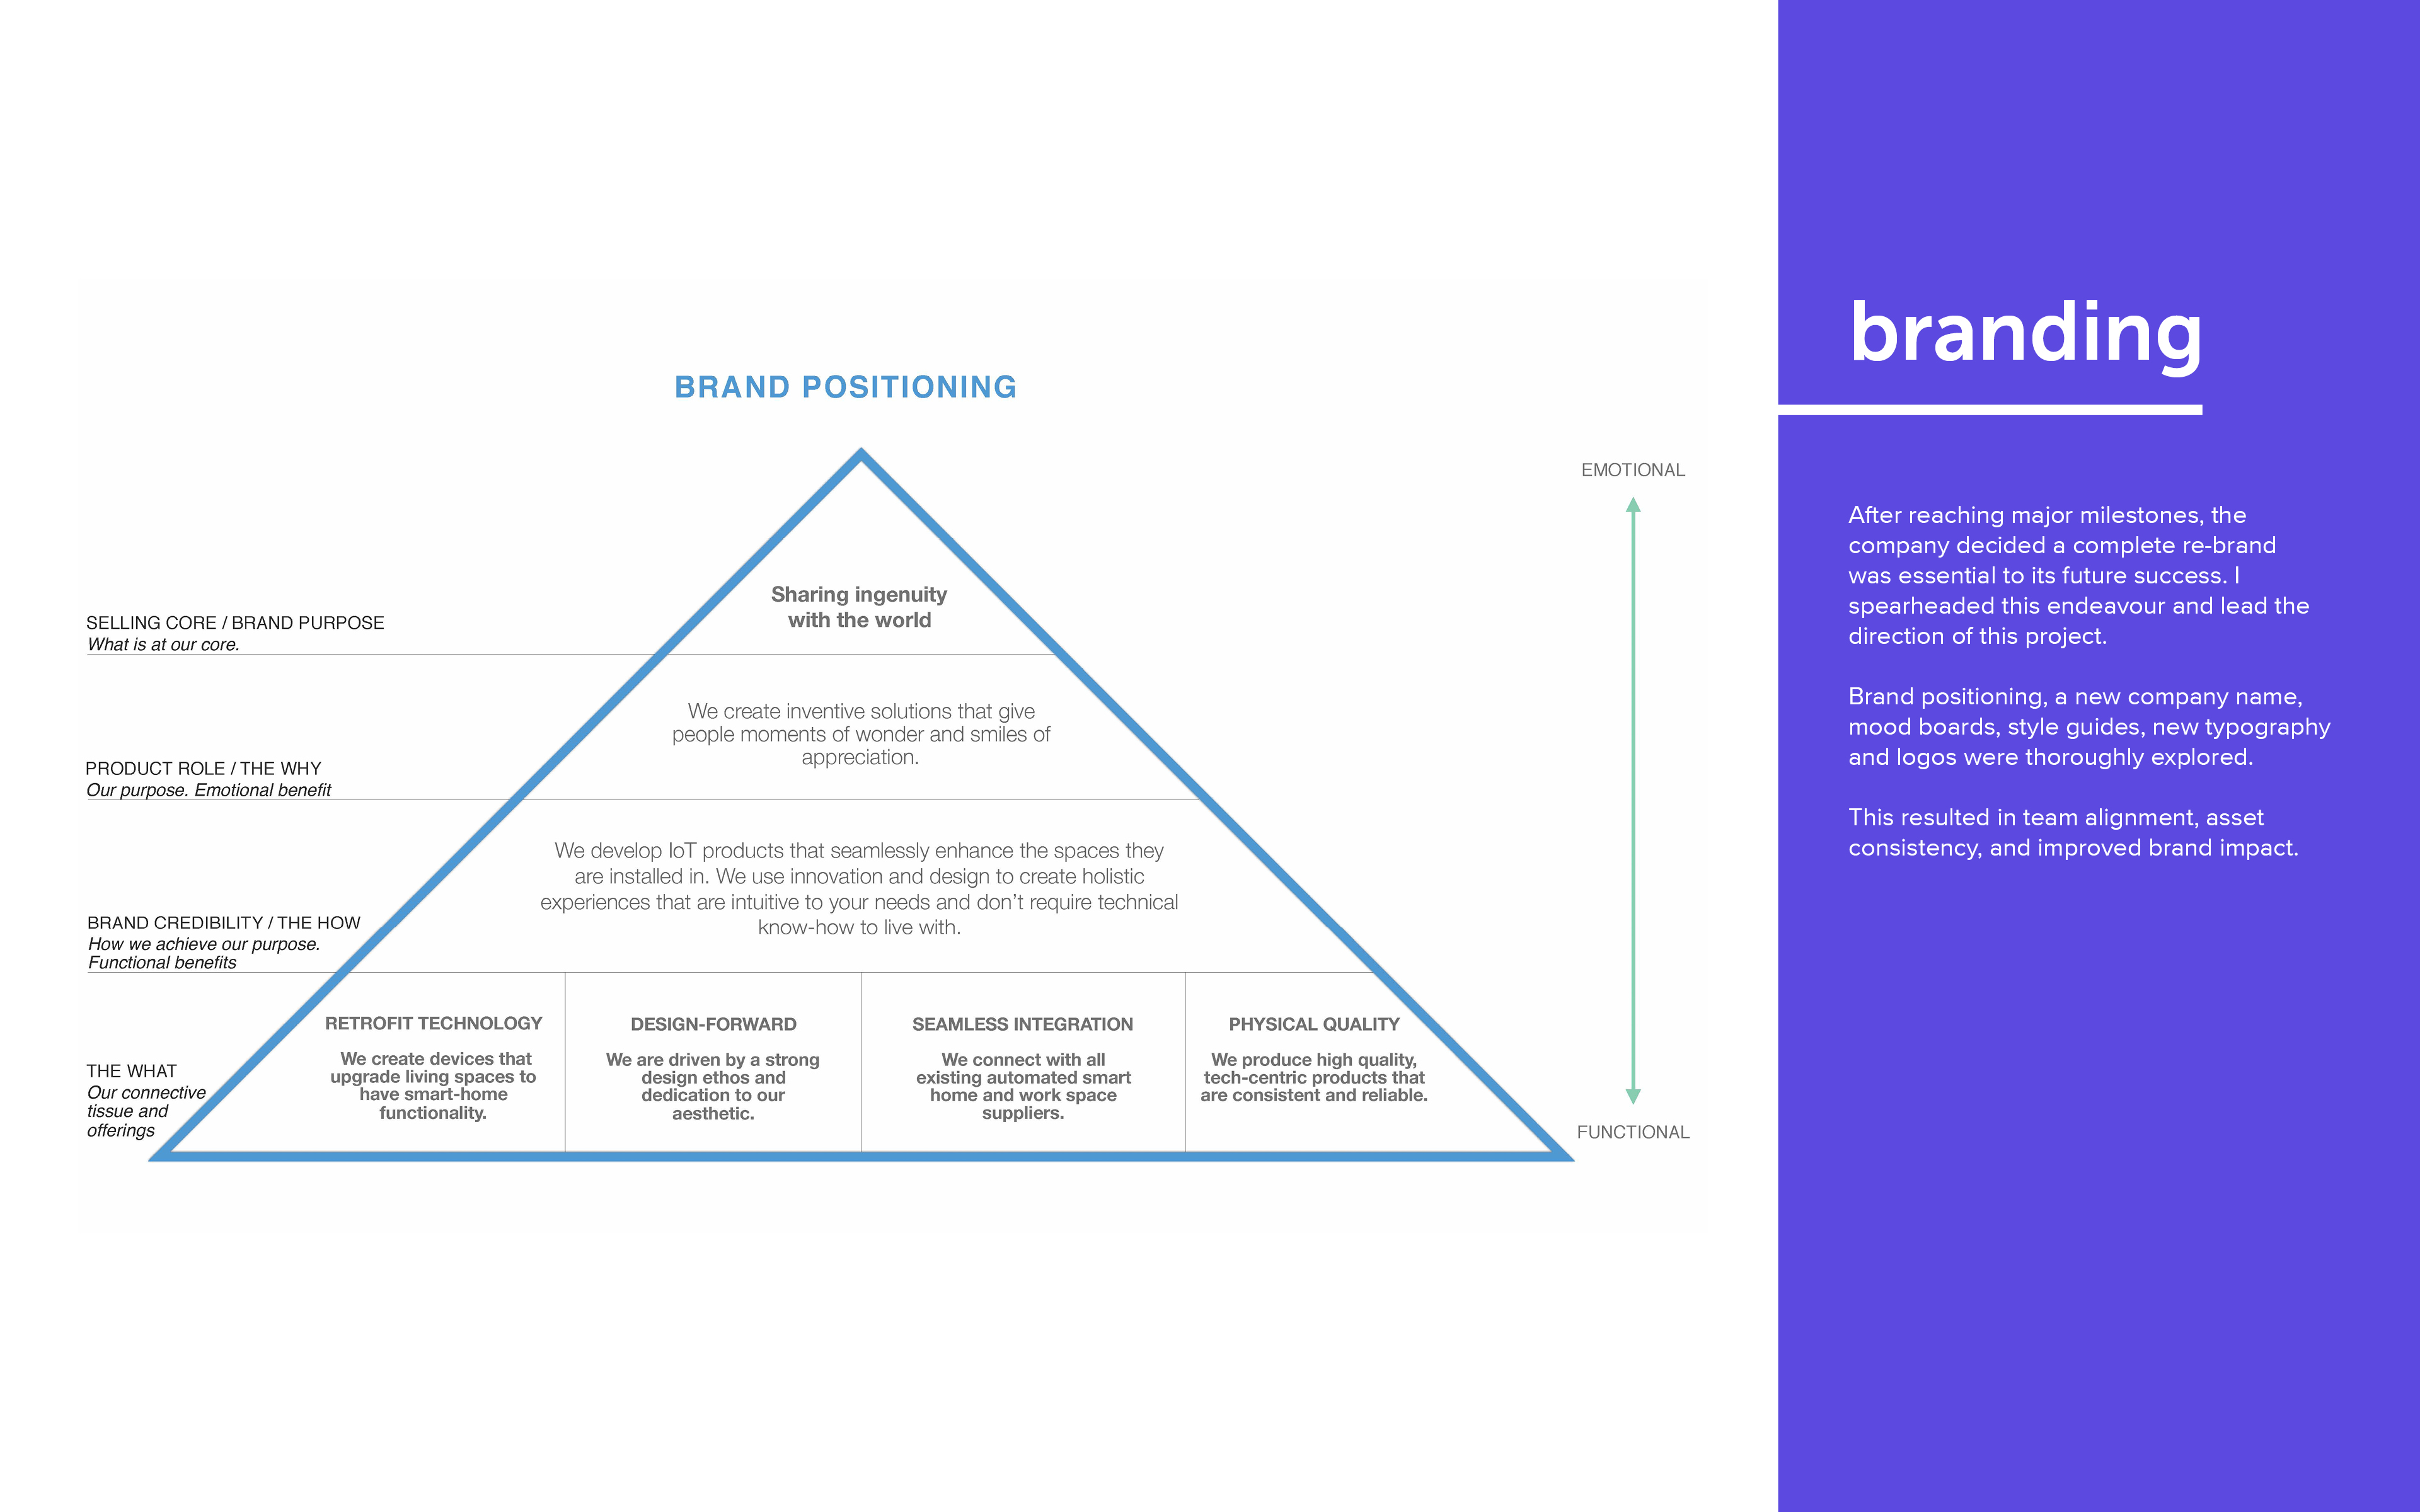 BRAND POSITIONING
SELLING CORE / BRAND PURPOSE
What is at our core.
Sharing ingenuity
with the world
PRODUCT ROLE / THE WHY
Our purpose. Emotional benefit
We create inventive solutions that give
people moments of wonder and smiles of
appreciation.
BRAND CREDIBILITY / THE HOW
How we achieve our purpose.
Functional benefits
We develop IoT products that seamlessly enhance the spaces they
are installed in. We use innovation and design to create holistic
experiences that are intuitive to your needs and don’t require technical
know-how to live with.
THE WHAT
Our connective
tissue and
offerings
RETROFIT TECHNOLOGY
We create devices that
upgrade living spaces to
have smart-home
functionality.
DESIGN-FORWARD
We are driven by a strong
design ethos and
dedication to our
aesthetic.
SEAMLESS INTEGRATION
We connect with all
existing automated smart
home and work space
suppliers.
PHYSICAL QUALITY
We produce high quality,
tech-centric products that
are consistent and reliable.
EMOTIONAL
FUNCTIONAL
branding
After reaching major milestones, the
company decided a complete re-brand
was essential to its future success. I
spearheaded this endeavour and lead the
direction of this project.
Brand positioning, a new company name,
mood boards, style guides, new typography
and logos were thoroughly explored.
This resulted in team alignment, asset
consistency, and improved brand impact.